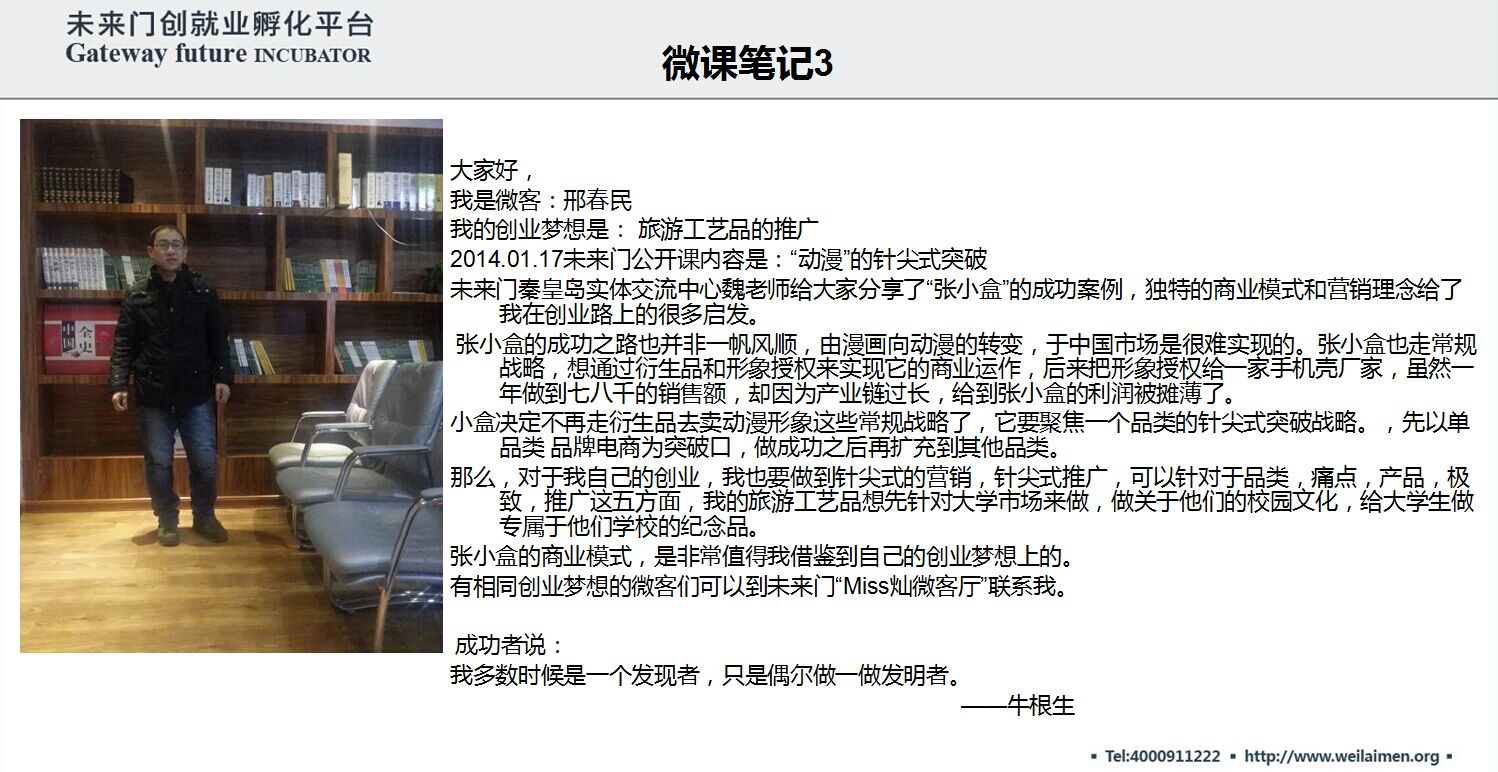 未来门创就业孵化平台
Gateway future INCUBATOR
微课笔记3
中国
全史
大家好，
我是微客：邢春民
我的创业梦想是： 旅游工艺品的推广
2014.01.17未来门公开课内容是：“动漫”的针尖式突破
未来门秦皇岛实体交流中心魏老师给大家分享了“张小盒”的成功案例，独特的商业模式和营销理念给了
我在创业路上的很多启发。
张小盒的成功之路也并非一帆风顺，由漫画向动漫的转变，于中国市场是很难实现的。张小盒也走常规
战略，想通过衍生品和形象授权来实现它的商业运作，后来把形象授权给一家手机壳厂家，虽然一
年做到七八千的销售额，却因为产业链过长，给到张小盒的利润被摊薄了。
小盒决定不再走衍生品去卖动漫形象这些常规战略了，它要聚焦一个品类的针尖式突破战略。，先以单
品类 品牌电商为突破口，做成功之后再扩充到其他品类。
那么，对于我自己的创业，我也要做到针尖式的营销，针尖式推广，可以针对于品类，痛点，产品，极
致，推广这五方面，我的旅游工艺品想先针对大学市场来做，做关于他们的校园文化，给大学生做
专属于他们学校的纪念品。
张小盒的商业模式，是非常值得我借鉴到自己的创业梦想上的。
有相同创业梦想的微客们可以到未来门“Miss灿微客厅”联系我。
成功者说：
我多数时候是一个发现者，只是偶尔做一做发明者。
——牛根生
▪ Tel:4000911222 ▪ http://www.weilaimen.org ▪